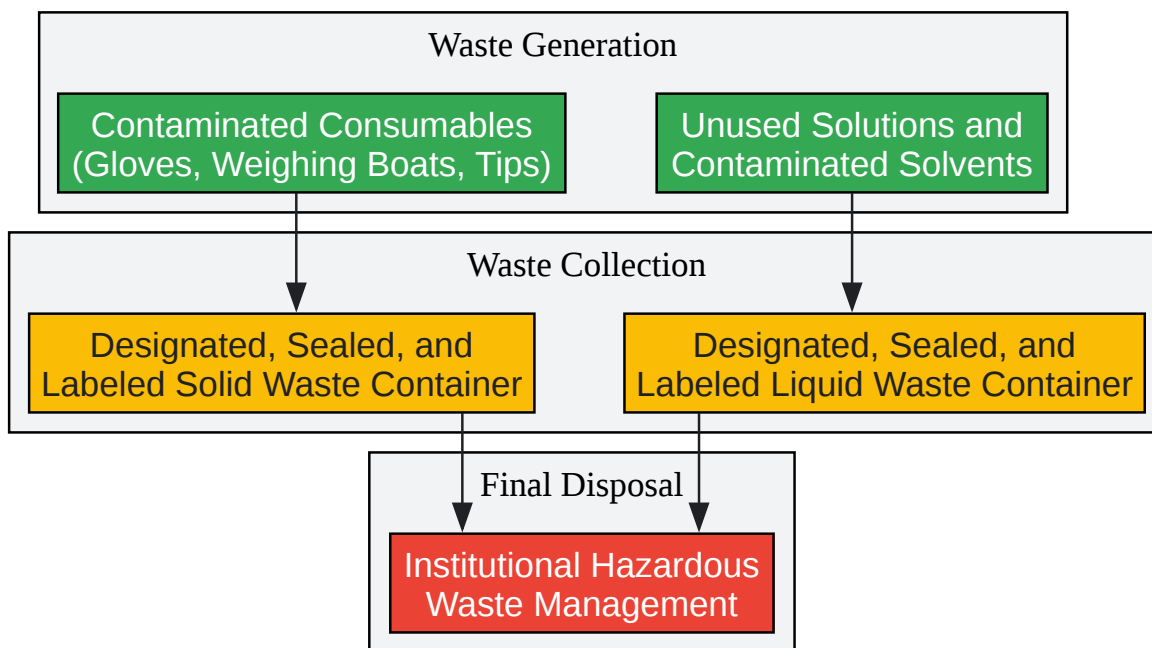 Waste Generation
Contaminated Consumables
(Gloves, Weighing Boats, Tips)
Unused Solutions and
Contaminated Solvents
Waste Collection
Designated, Sealed, and
Labeled Solid Waste Container
Designated, Sealed, and
Labeled Liquid Waste Container
Final Disposal
Institutional Hazardous
Waste Management